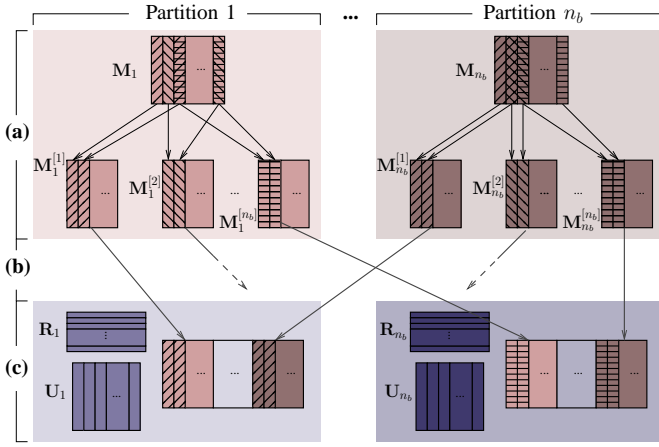 Partition 1 ... Partition n_b
M_1 ... M_{n_b} ...
(a)
M_1^{[1]} ... M_1^{[2]} ... ... M_1^{[n_b]} ...
M_{n_b}^{[1]} ... M_{n_b}^{[2]} ... ... M_{n_b}^{[n_b]} ...
(b)
R_1 ⋮ R_{n_b} ⋮
(c)
... ... ... ... ... ...
U_1 ... U_{n_b} ...